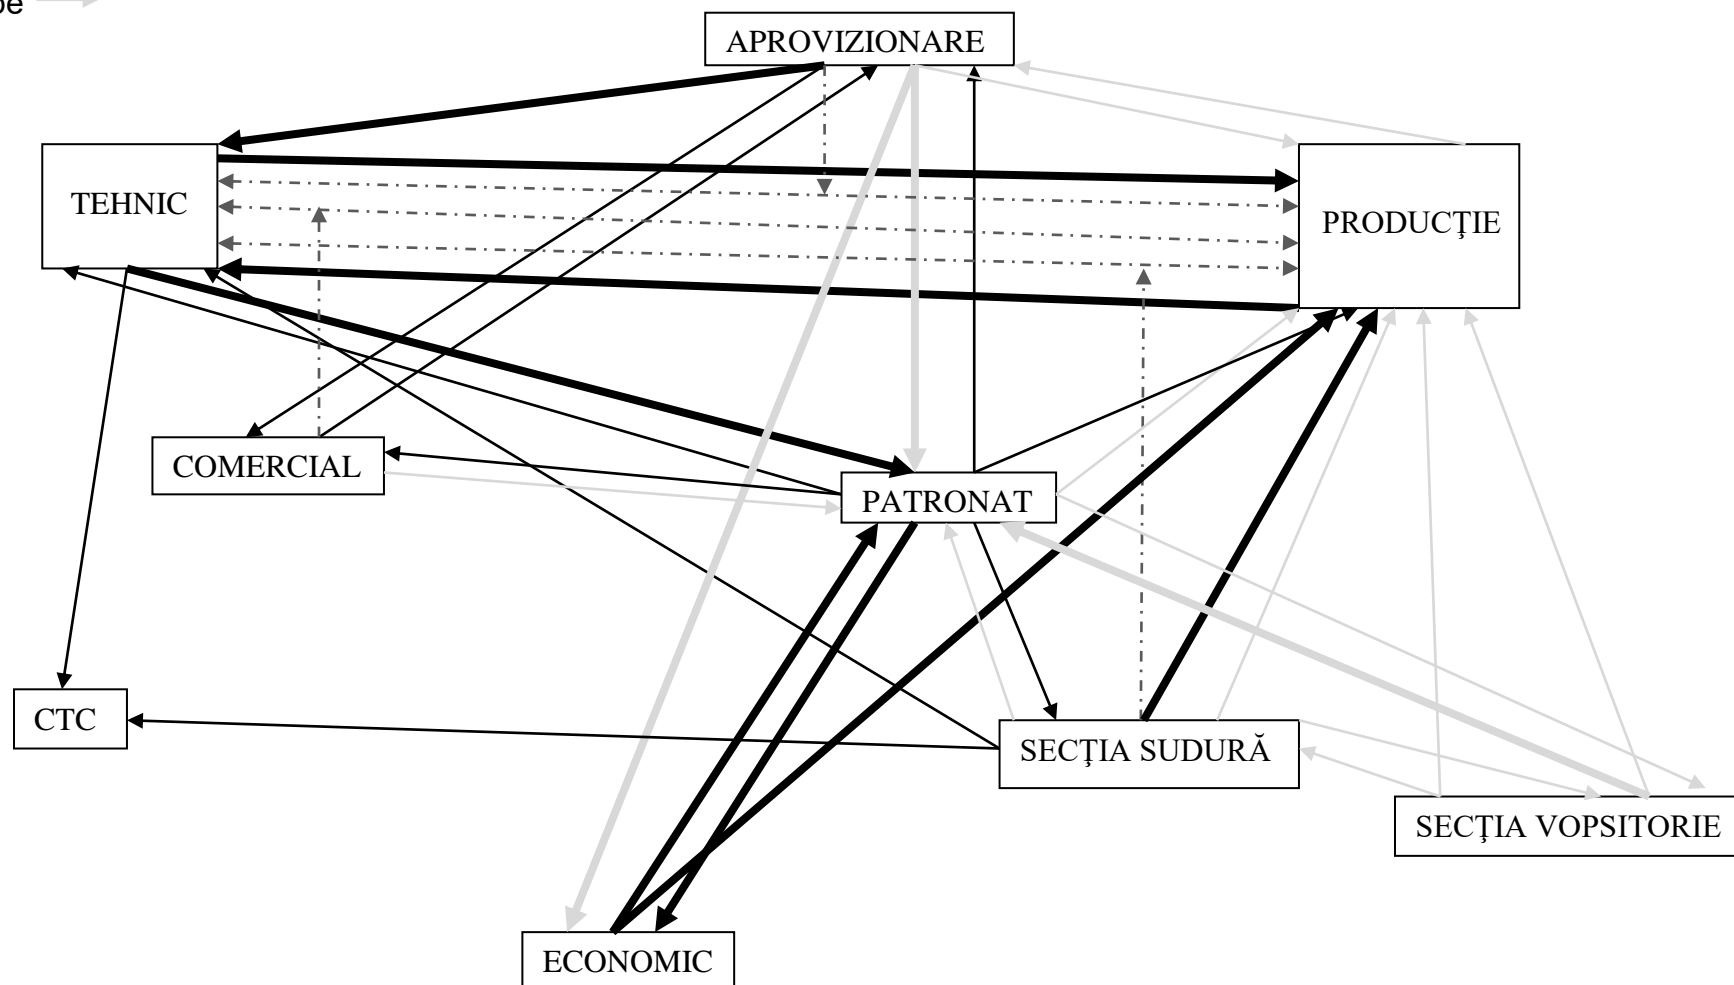 APROVIZIONARE
TEHNIC
PRODUCŢIE
COMERCIAL
PATRONAT
CTC
SECŢIA SUDURĂ
SECŢIA VOPSITORIE
ECONOMIC